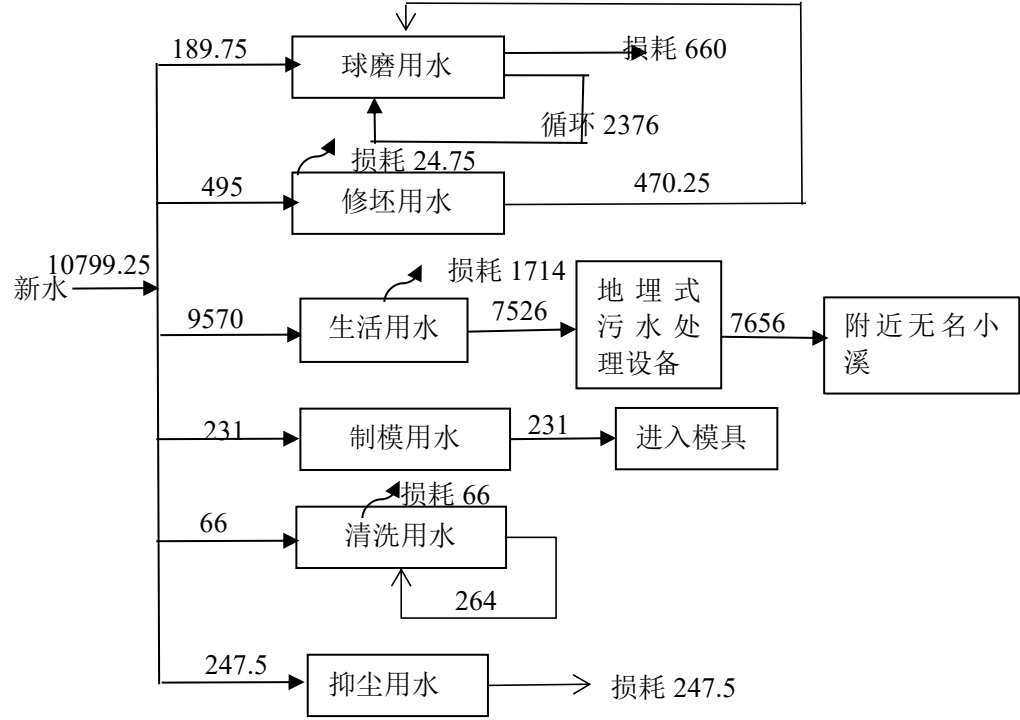 189.75
球磨用水
损耗 660
循环 2376
损耗 24.75
495
修坯用水
470.25
10799.25
新水
损耗 1714
9570
生活用水
7526
地埋式
污水处
理设备
7656
附近无名小
溪
231
制模用水
231
进入模具
损耗 66
66
清洗用水
264
247.5
抑尘用水
损耗 247.5